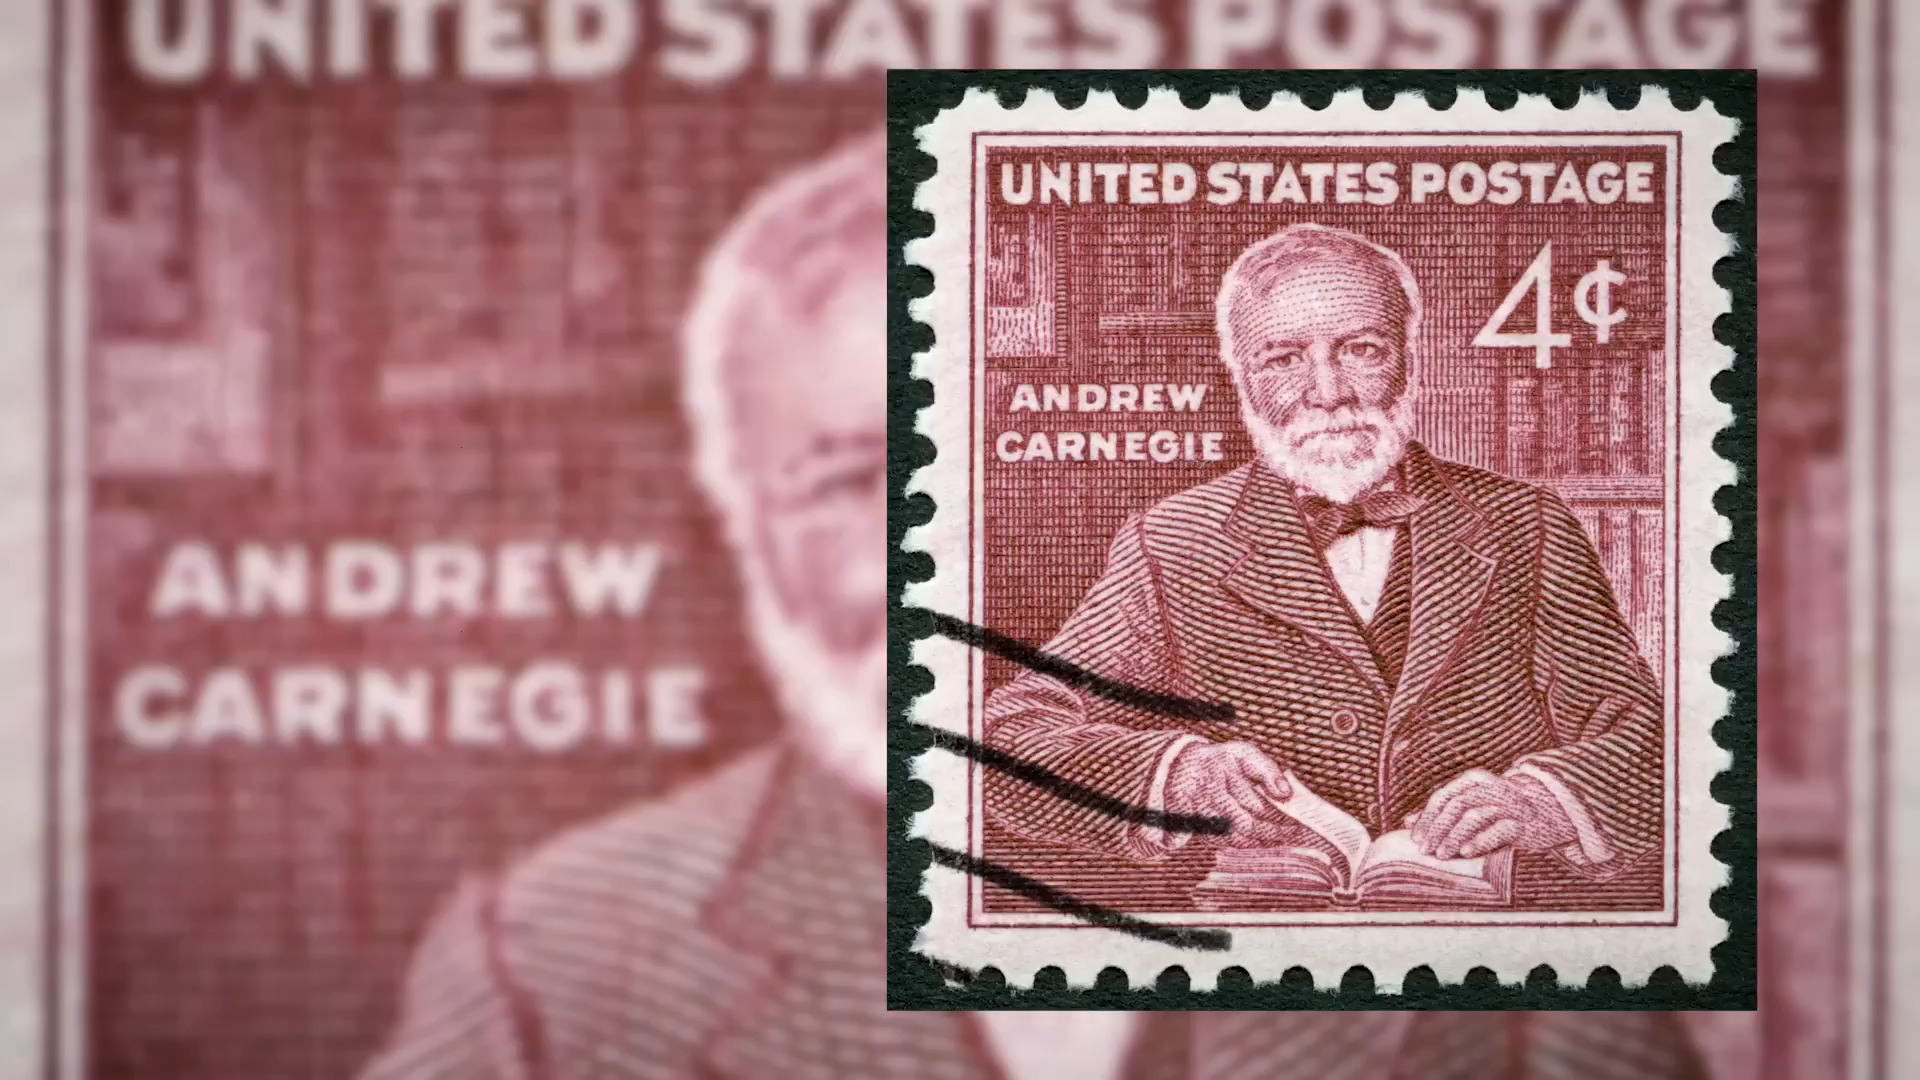 UNITED STATES POSTAGE
ANDREW
CARNEGIE
UNITED STATES POSTAGE
4¢
ANDREW
CARNEGIE